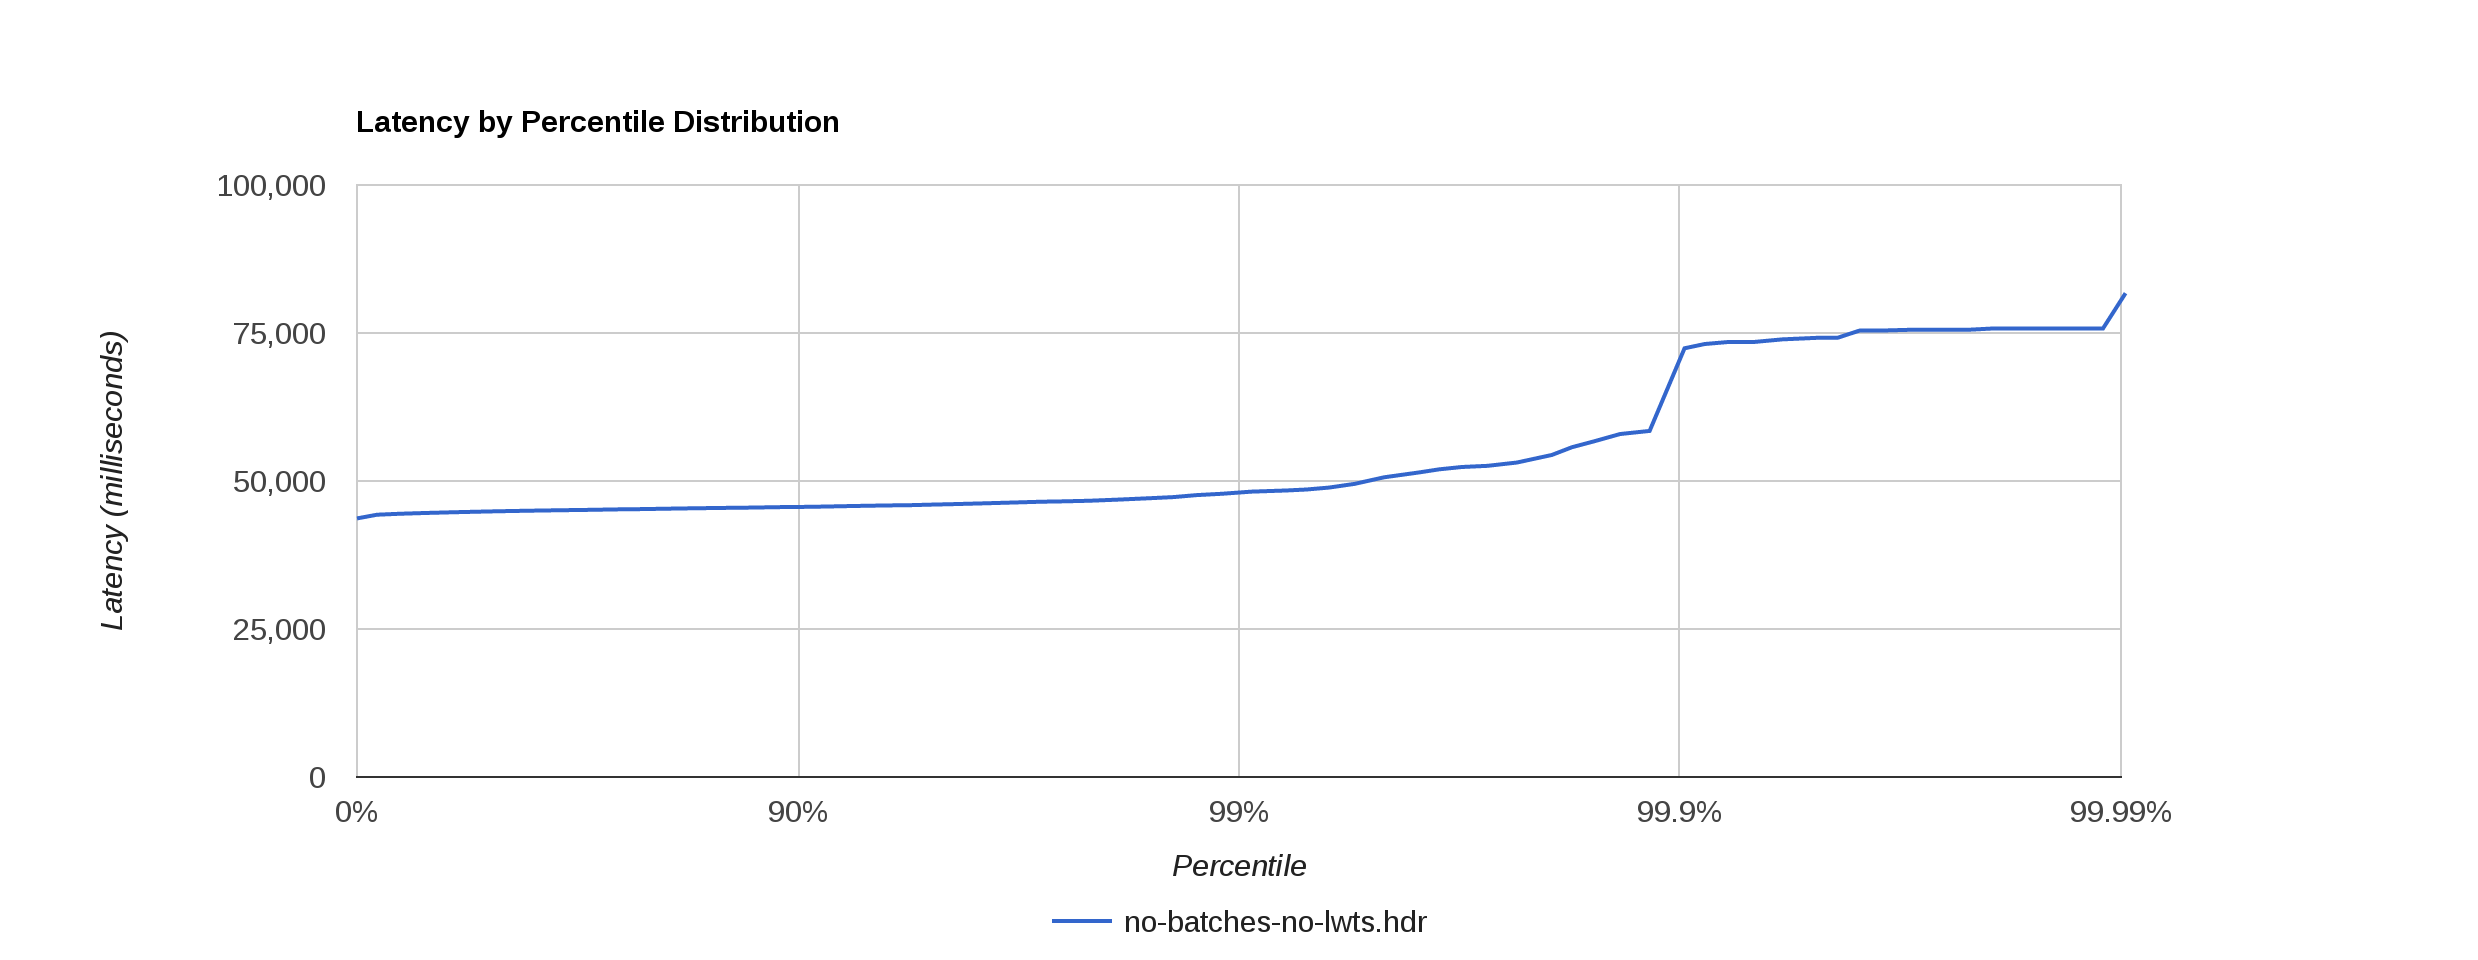 Latency by Percentile Distribution
100,000
75,000
50,000
25,000
0
Latency (milliseconds)
0% 90% 99% 99.9% 99.99%
Percentile
no-batches-no-lwts.hdr